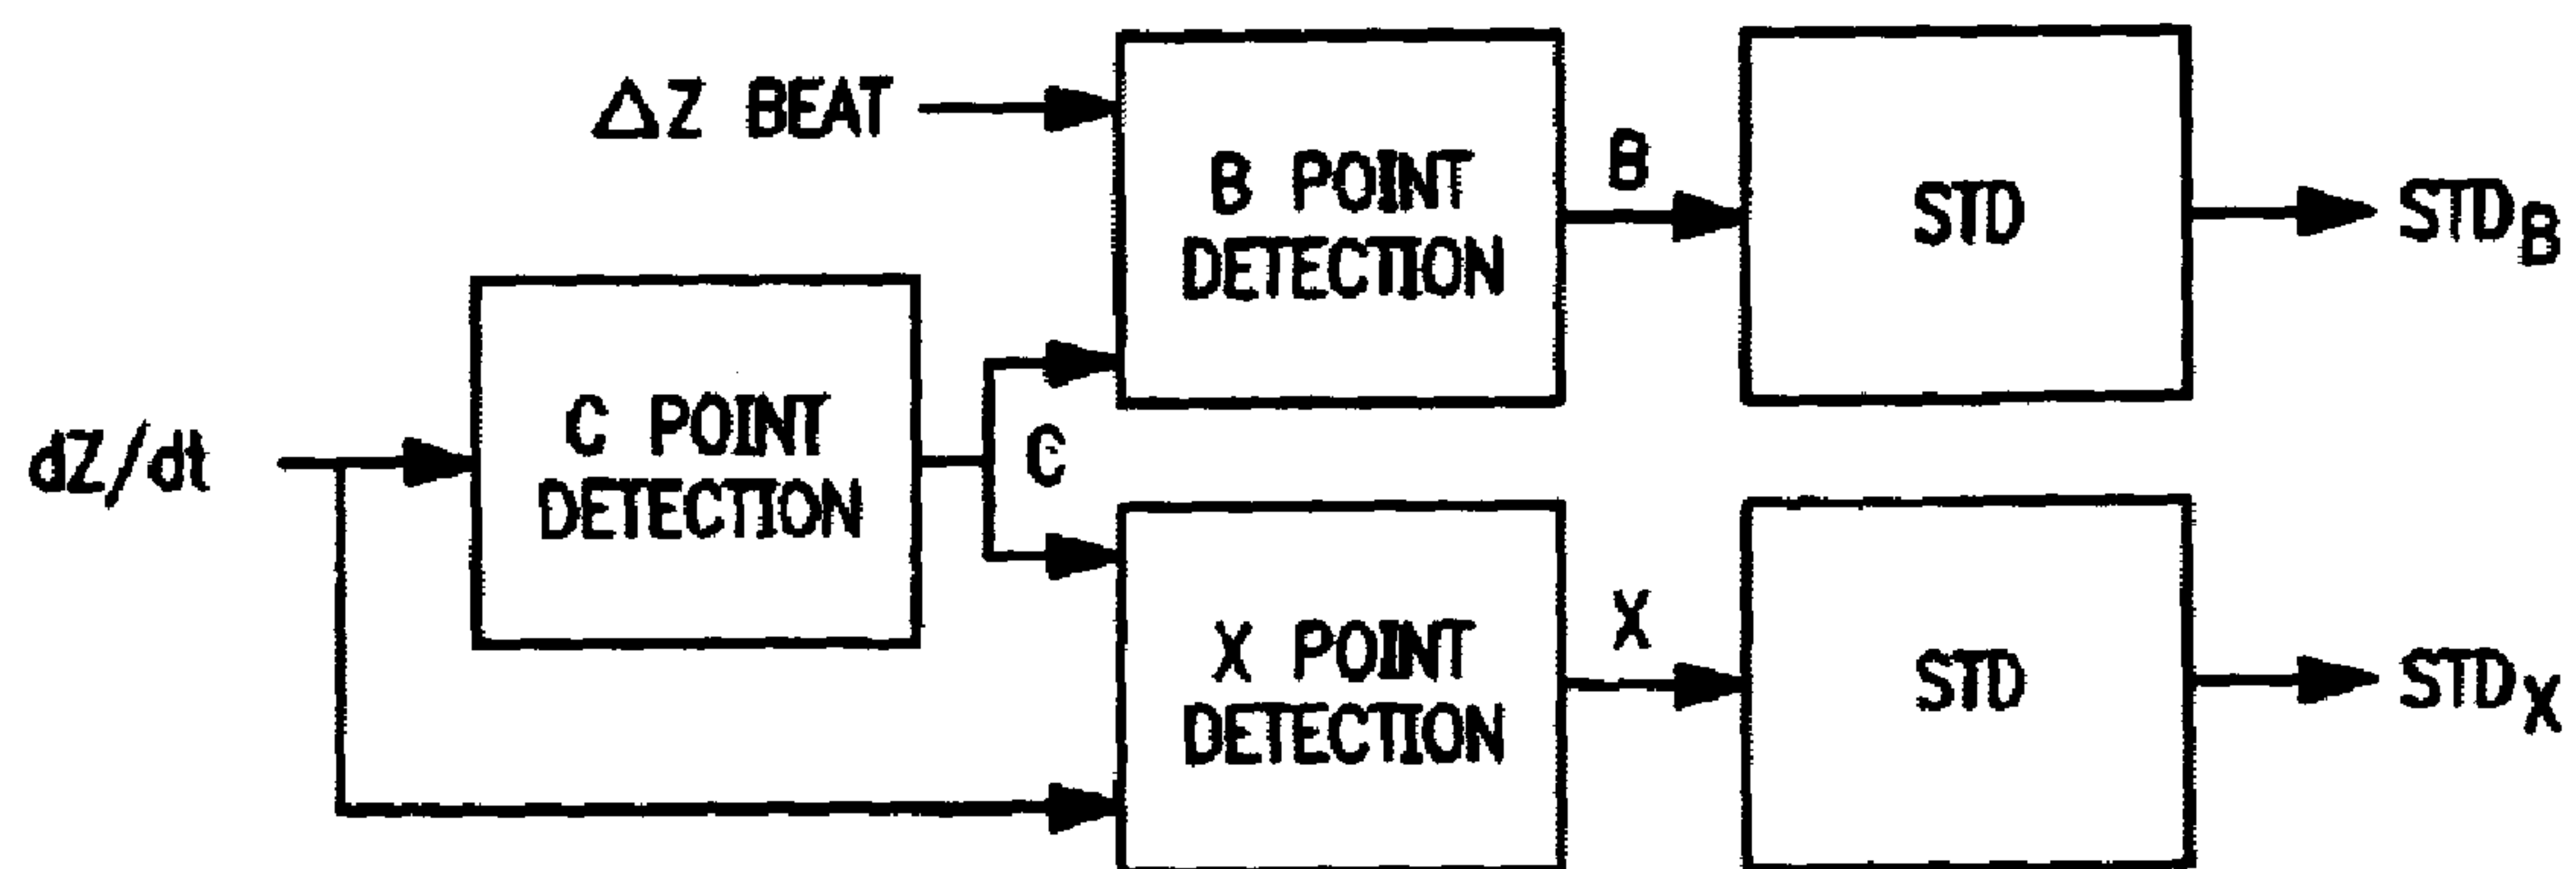 ΔZ BEAT
B POINT
DETECTION
B
STD
STD_B
dZ/dt
C POINT
DETECTION
C
X POINT
DETECTION
X
STD
STD_X